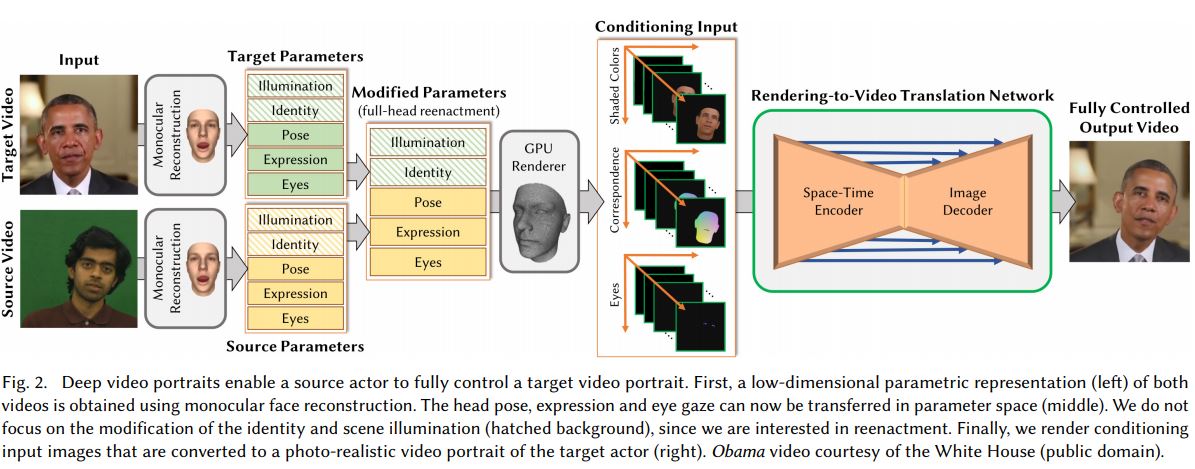 Conditioning Input
Input
Target Parameters
Target Video
Monocular
Reconstruction
Illumination
Identity
Pose
Expression
Eyes
Source Video
Monocular
Reconstruction
Illumination
Identity
Pose
Expression
Eyes
Source Parameters
Modified Parameters
(full-head reenactment)
Illumination
Identity
Pose
Expression
Eyes
GPU
Renderer
Shaded Colors
Correspondence
Eyes
Rendering-to-Video Translation Network
Space-Time
Encoder
Image
Decoder
Fully Controlled
Output Video
Fig. 2. Deep video portraits enable a source actor to fully control a target video portrait. First, a low-dimensional parametric representation (left) of both
videos is obtained using monocular face reconstruction. The head pose, expression and eye gaze can now be transferred in parameter space (middle). We do not
focus on the modification of the identity and scene illumination (hatched background), since we are interested in reenactment. Finally, we render conditioning
input images that are converted to a photo-realistic video portrait of the target actor (right). Obama video courtesy of the White House (public domain).